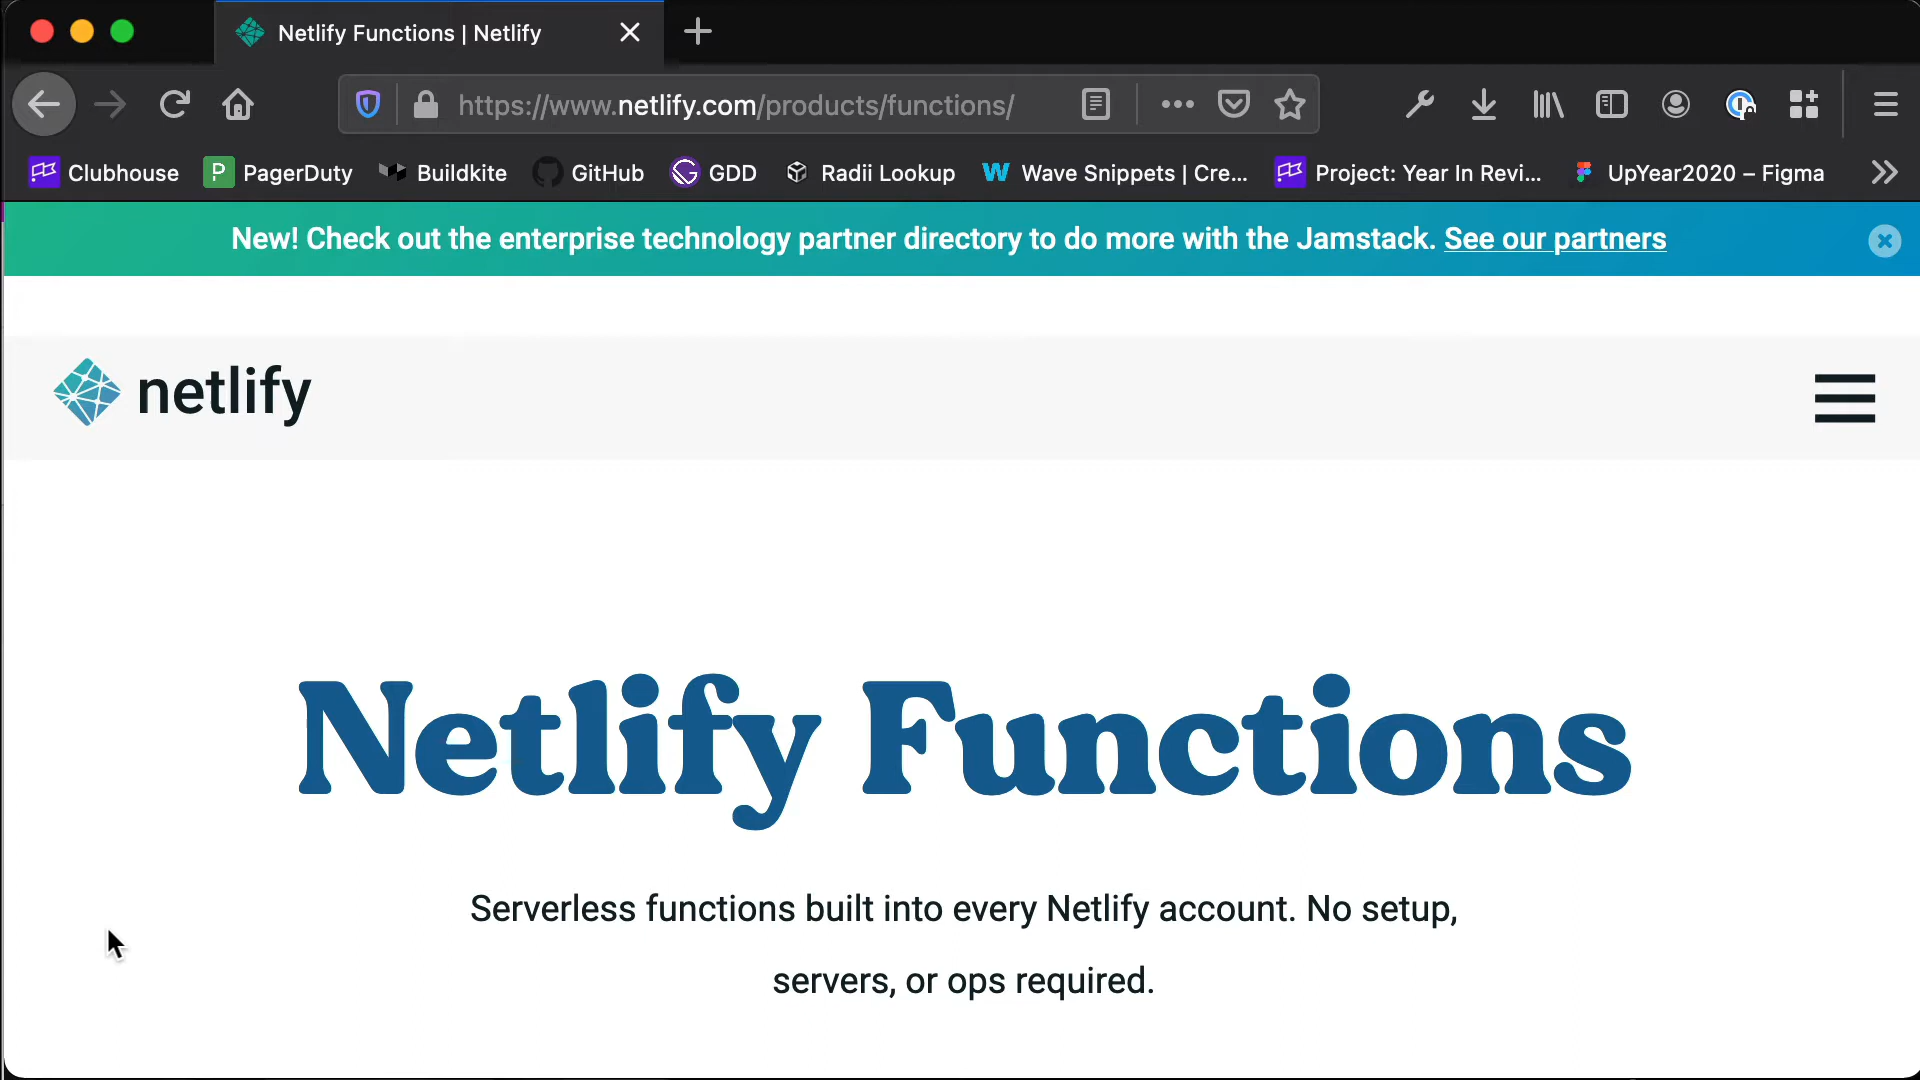 Netlify Functions | Netlify
https://www.netlify.com/products/functions/
Clubhouse PagerDuty Buildkite GitHub GDD Radii Lookup Wave Snippets | Cre... Project: Year In Revi... UpYear2020 – Figma
New! Check out the enterprise technology partner directory to do more with the Jamstack. See our partners
netlify
Netlify Functions
Serverless functions built into every Netlify account. No setup,
servers, or ops required.